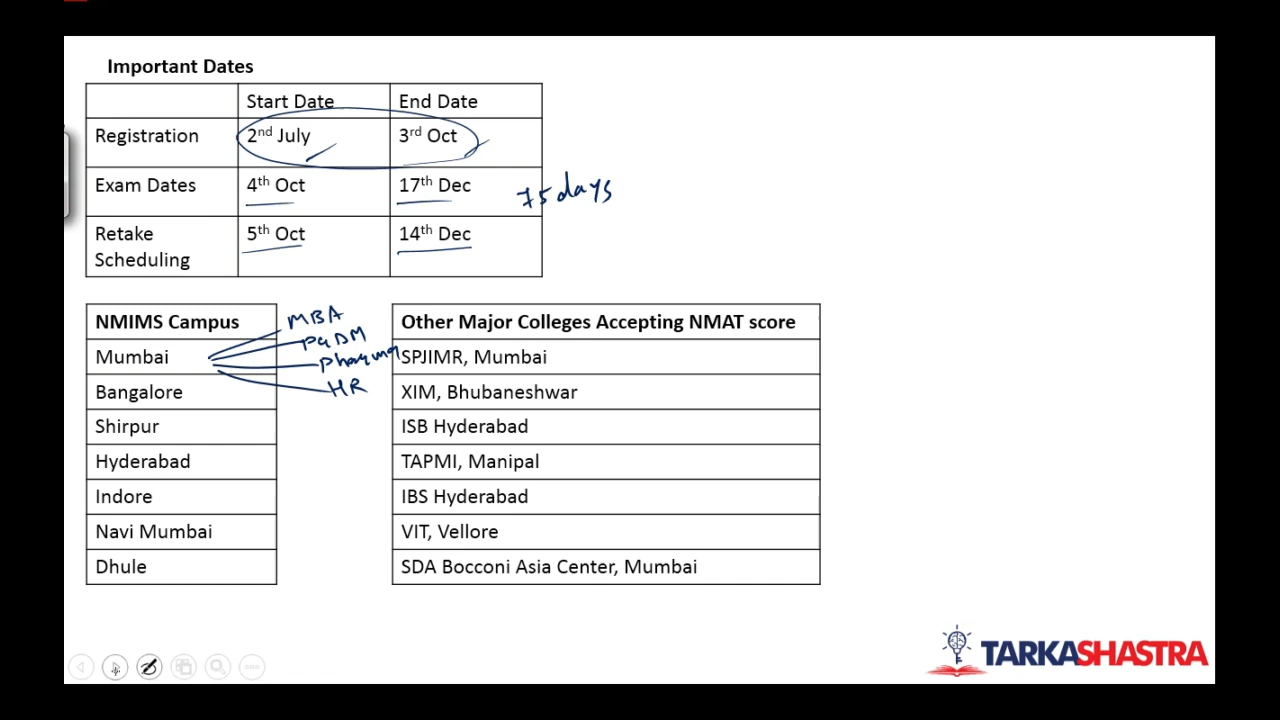 Important Dates
Start Date End Date
Registration 2nd July 3rd Oct
Exam Dates 4th Oct 17th Dec 75 days
Retake 5th Oct 14th Dec
Scheduling
NMIMS Campus
Mumbai
Bangalore
Shirpur
Hyderabad
Indore
Navi Mumbai
Dhule
MBA
PGDM
Pharma
HR
Other Major Colleges Accepting NMAT score
SPJIMR, Mumbai
XIM, Bhubaneshwar
ISB Hyderabad
TAPMI, Manipal
IBS Hyderabad
VIT, Vellore
SDA Bocconi Asia Center, Mumbai
TARKASHASTRA